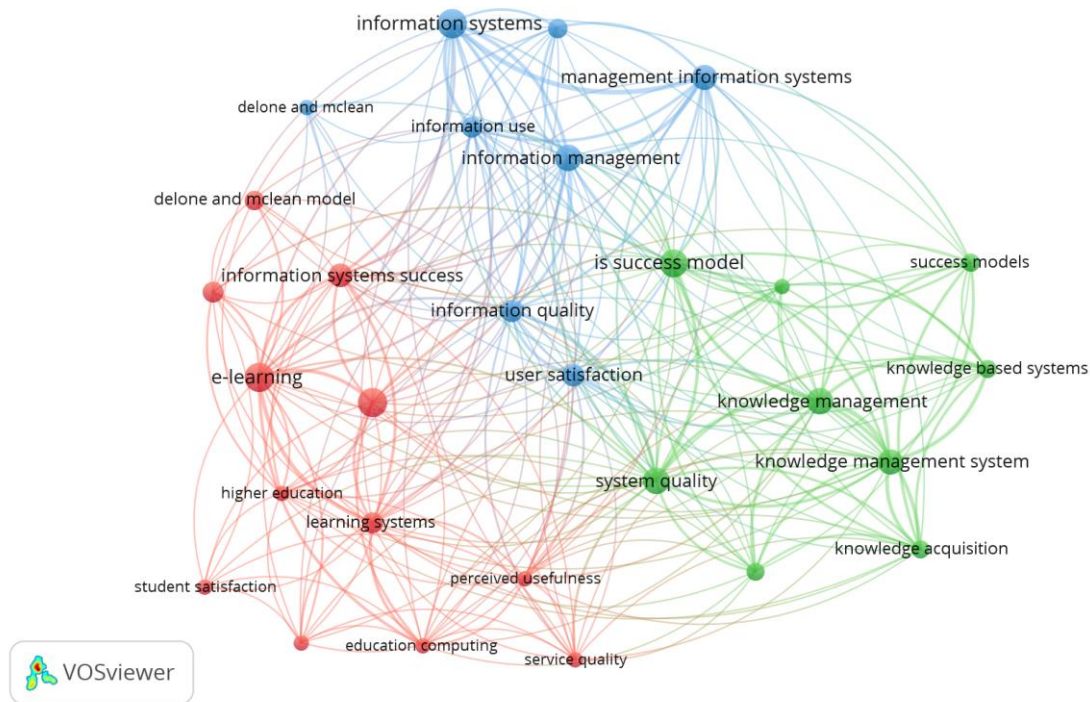 information systems
management information systems
delone and mclean
information use
information management
delone and mclean model
is success model
success models
information systems success
information quality
user satisfaction
knowledge based systems
e-learning
knowledge management
knowledge management system
system quality
higher education
learning systems
knowledge acquisition
student satisfaction
perceived usefulness
education computing
service quality
VOSviewer